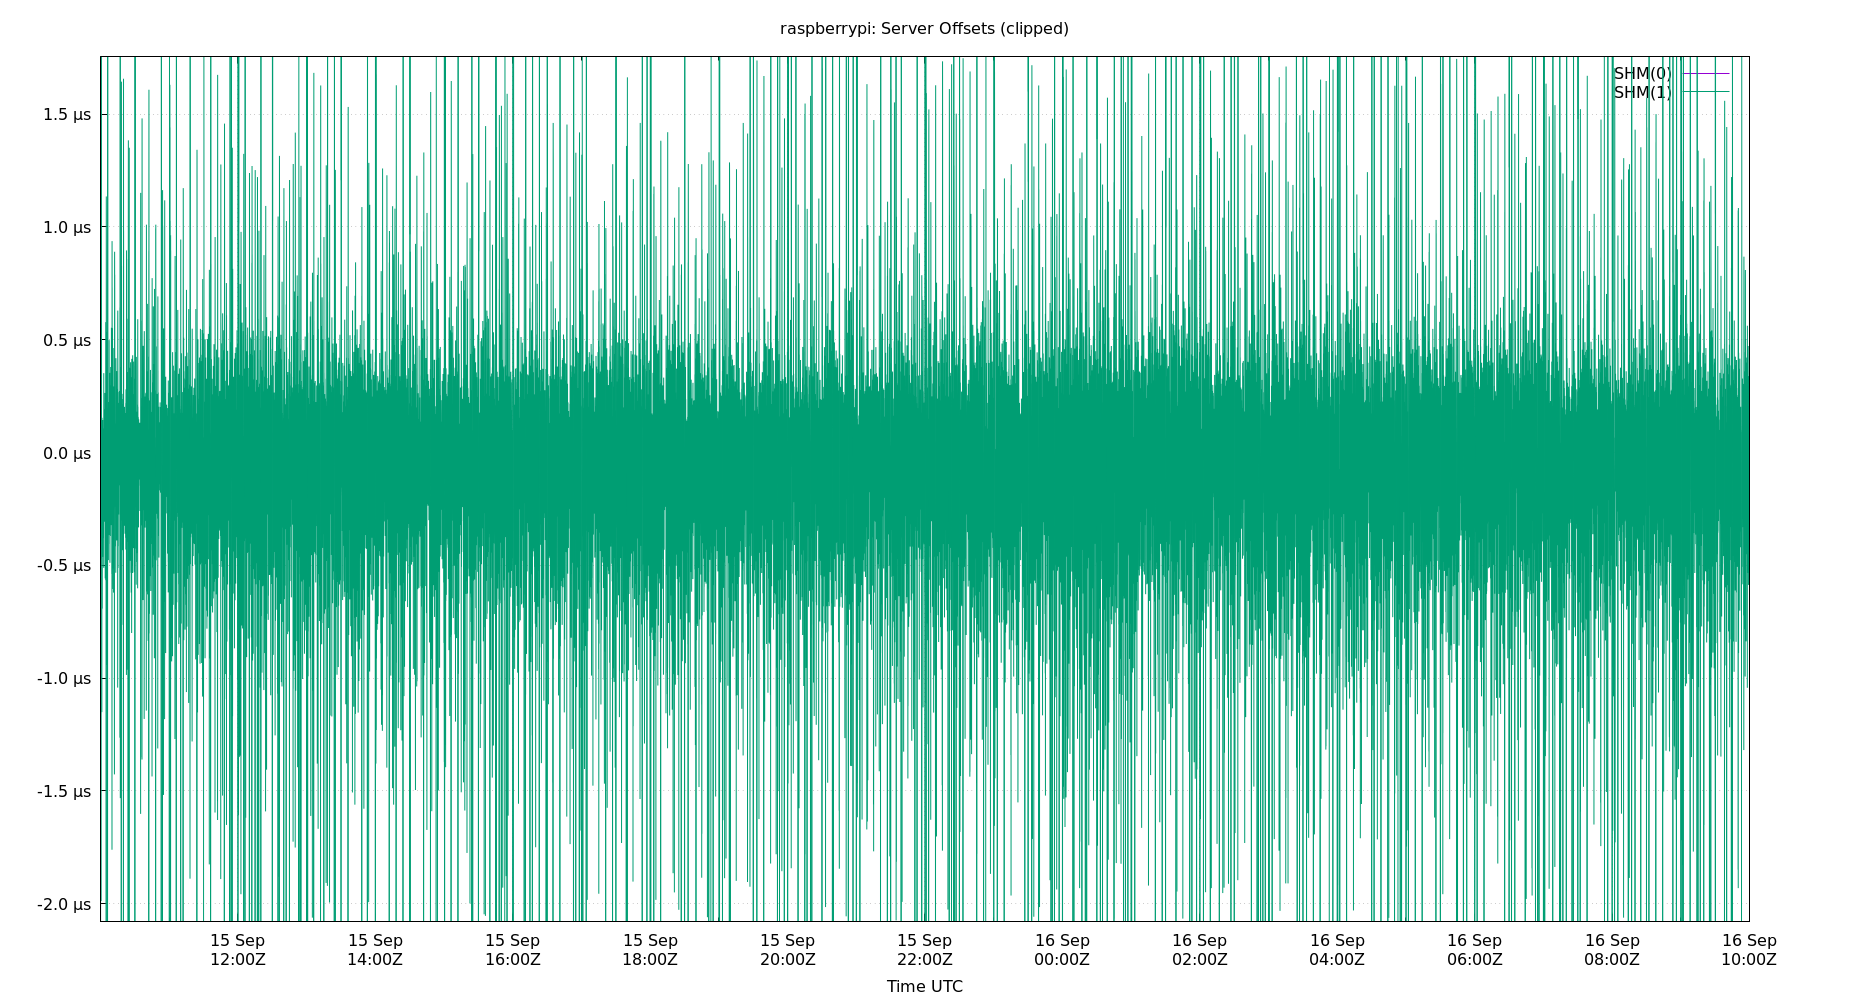 raspberrypi: Server Offsets (clipped)
SHM(0)
SHM(1)
1.5 µs
1.0 µs
0.5 µs
0.0 µs
-0.5 µs
-1.0 µs
-1.5 µs
-2.0 µs
15 Sep 15 Sep 15 Sep 15 Sep 15 Sep 15 Sep 16 Sep 16 Sep 16 Sep 16 Sep 16 Sep 16 Sep
12:00Z 14:00Z 16:00Z 18:00Z 20:00Z 22:00Z 00:00Z 02:00Z 04:00Z 06:00Z 08:00Z 10:00Z
Time UTC